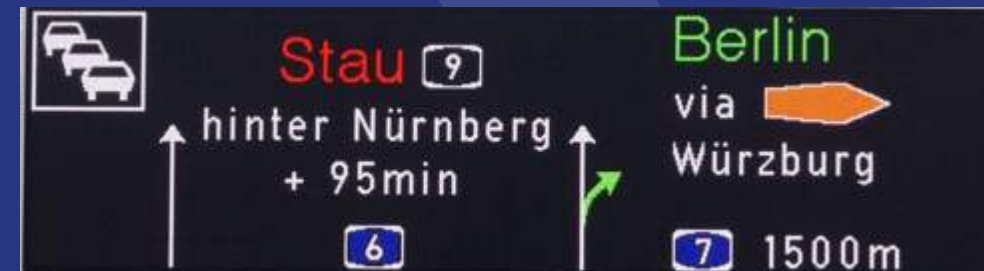 Stau 9
hinter Nürnberg
+ 95min
6
Berlin
via
Würzburg
7 1500m